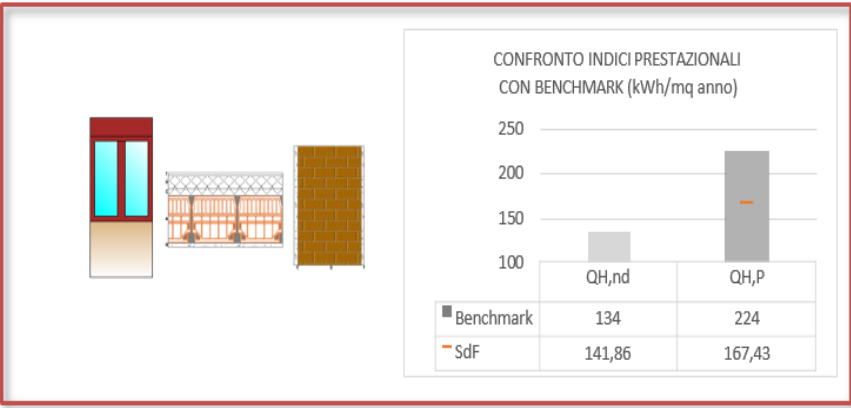 CONFRONTO INDICI PRESTAZIONALI
CON BENCHMARK (kWh/mq anno)
250
200
150
100
QH,nd QH,P
Benchmark 134 224
SdF 141,86 167,43